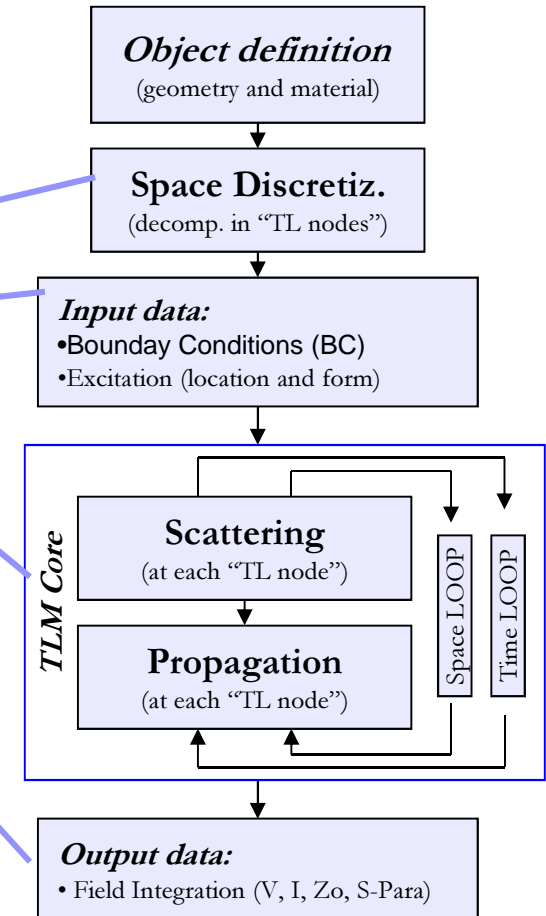 Object definition
(geometry and material)
Space Discretiz.
(decomp. in “TL nodes”)
Input data:
•Bounday Conditions (BC)
•Excitation (location and form)
TLM Core
Scattering
(at each “TL node”)
Propagation
(at each “TL node”)
Space LOOP
Time LOOP
Output data:
• Field Integration (V, I, Zo, S-Para)